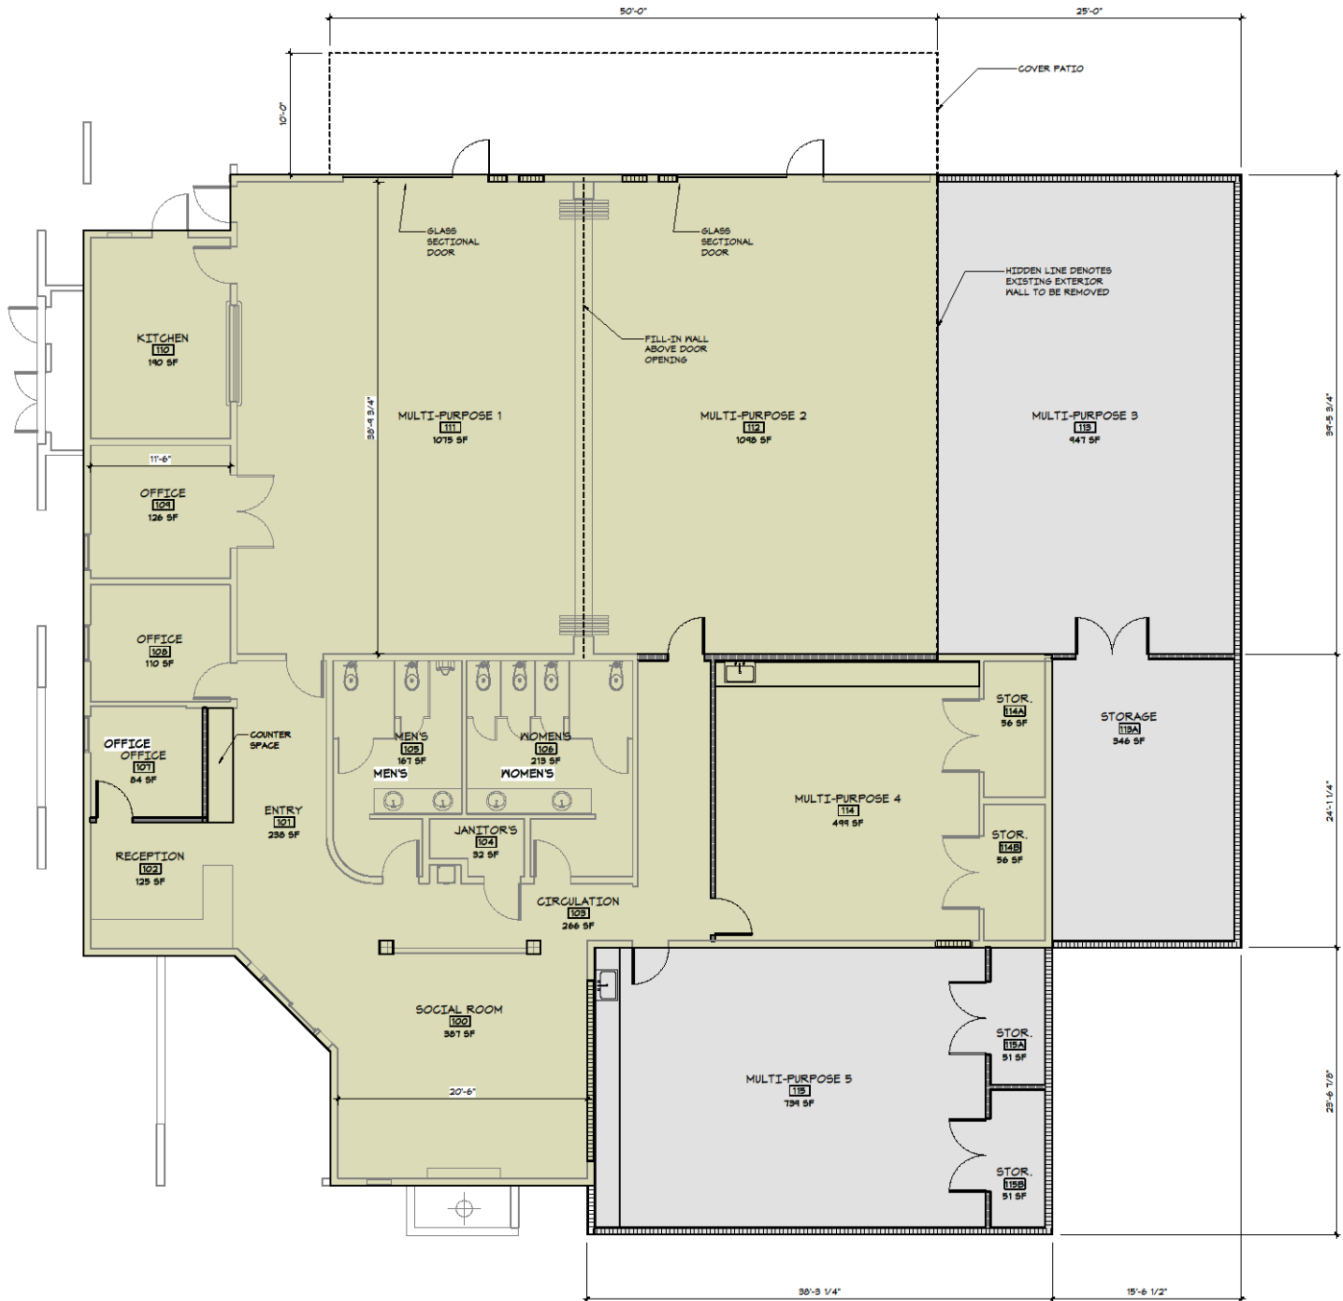 50'-0"
25'-0"
10'-0"
COVER PATIO
GLASS
SECTIONAL
DOOR
GLASS
SECTIONAL
DOOR
HIDDEN LINE DENOTES
EXISTING EXTERIOR
WALL TO BE REMOVED
KITCHEN
110
190 SF
FILL-IN WALL
ABOVE DOOR
OPENING
38'-9 3/4"
MULTI-PURPOSE 1
111
1075 SF
MULTI-PURPOSE 2
112
1098 SF
MULTI-PURPOSE 3
113
947 SF
39'-5 3/4"
11'-6"
OFFICE
109
126 SF
OFFICE
108
110 SF
OFFICE
OFFICE
107
84 SF
COUNTER
SPACE
MEN'S
105
167 SF
MEN'S
WOMEN'S
106
213 SF
WOMEN'S
STOR.
114A
56 SF
STORAGE
113A
346 SF
ENTRY
101
238 SF
MULTI-PURPOSE 4
114
499 SF
24'-1 1/4"
JANITOR'S
104
32 SF
STOR.
114B
56 SF
RECEPTION
102
125 SF
CIRCULATION
103
266 SF
SOCIAL ROOM
100
387 SF
STOR.
115A
51 SF
MULTI-PURPOSE 5
115
739 SF
20'-6"
23'-6 7/8"
STOR.
115B
51 SF
38'-3 1/4"
15'-6 1/2"